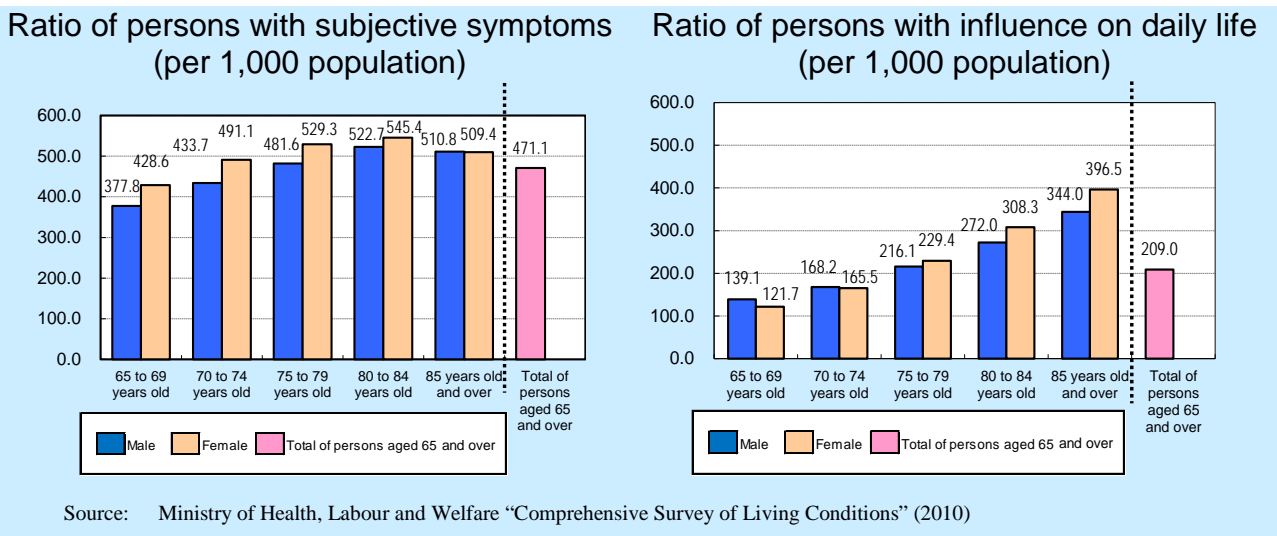 Ratio of persons with subjective symptoms
(per 1,000 population)
600.0
500.0
400.0
300.0
200.0
100.0
0.0
377.8
428.6
433.7
491.1
481.6
529.3
522.7
545.4
510.8
509.4
471.1
65 to 69
years old
70 to 74
years old
75 to 79
years old
80 to 84
years old
85 years old
and over
Total of
persons
aged 65
and over
Male
Female
Total of persons aged 65 and over
Ratio of persons with influence on daily life
(per 1,000 population)
600.0
500.0
400.0
300.0
200.0
100.0
0.0
139.1
121.7
168.2
165.5
216.1
229.4
272.0
308.3
344.0
396.5
209.0
65 to 69
years old
70 to 74
years old
75 to 79
years old
80 to 84
years old
85 years old
and over
Total of
persons
aged 65
and over
Male
Female
Total of persons aged 65 and over
Source: Ministry of Health, Labour and Welfare “Comprehensive Survey of Living Conditions” (2010)